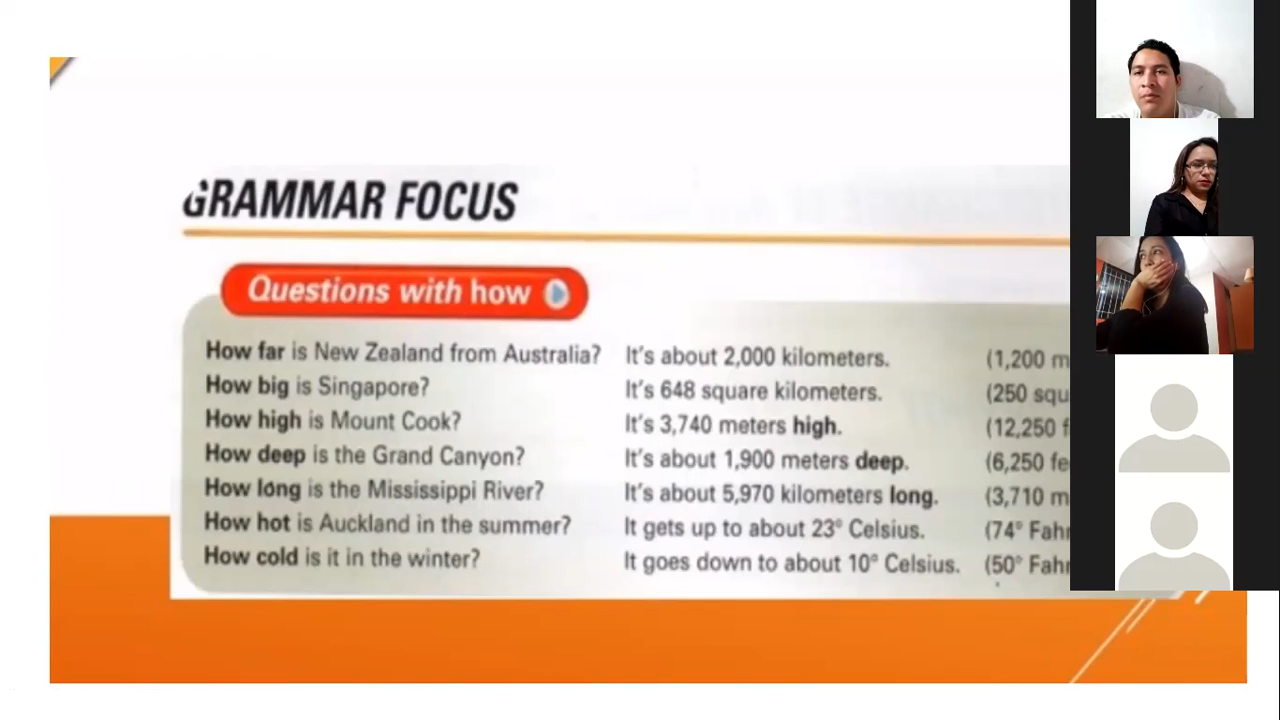 GRAMMAR FOCUS
Questions with how
How far is New Zealand from Australia? It's about 2,000 kilometers. (1,200
How big is Singapore? It's 648 square kilometers. (250
How high is Mount Cook? It's 3,740 meters high. (12,250
How deep is the Grand Canyon? It's about 1,900 meters deep. (6,250
How long is the Mississippi River? It's about 5,970 kilometers long. (3,710
How hot is Auckland in the summer? It gets up to about 23° Celsius. (74°
How cold is it in the winter? It goes down to about 10° Celsius. (50°